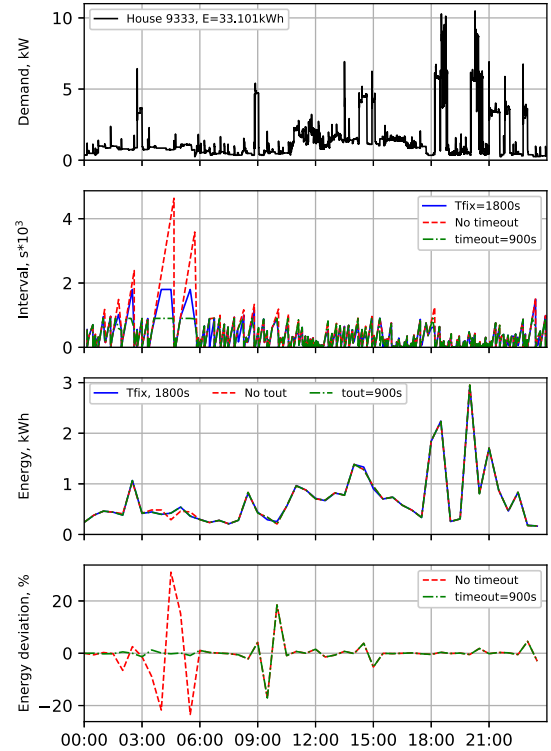 10
5
0
Demand, kW
House 9333, E=33.101kWh
4
2
0
Interval, s*10³
Tfix=1800s
No timeout
timeout=900s
3
2
1
0
Energy, kWh
Tfix, 1800s No tout tout=900s
20
0
−20
Energy deviation, %
No timeout
timeout=900s
00:00 03:00 06:00 09:00 12:00 15:00 18:00 21:00